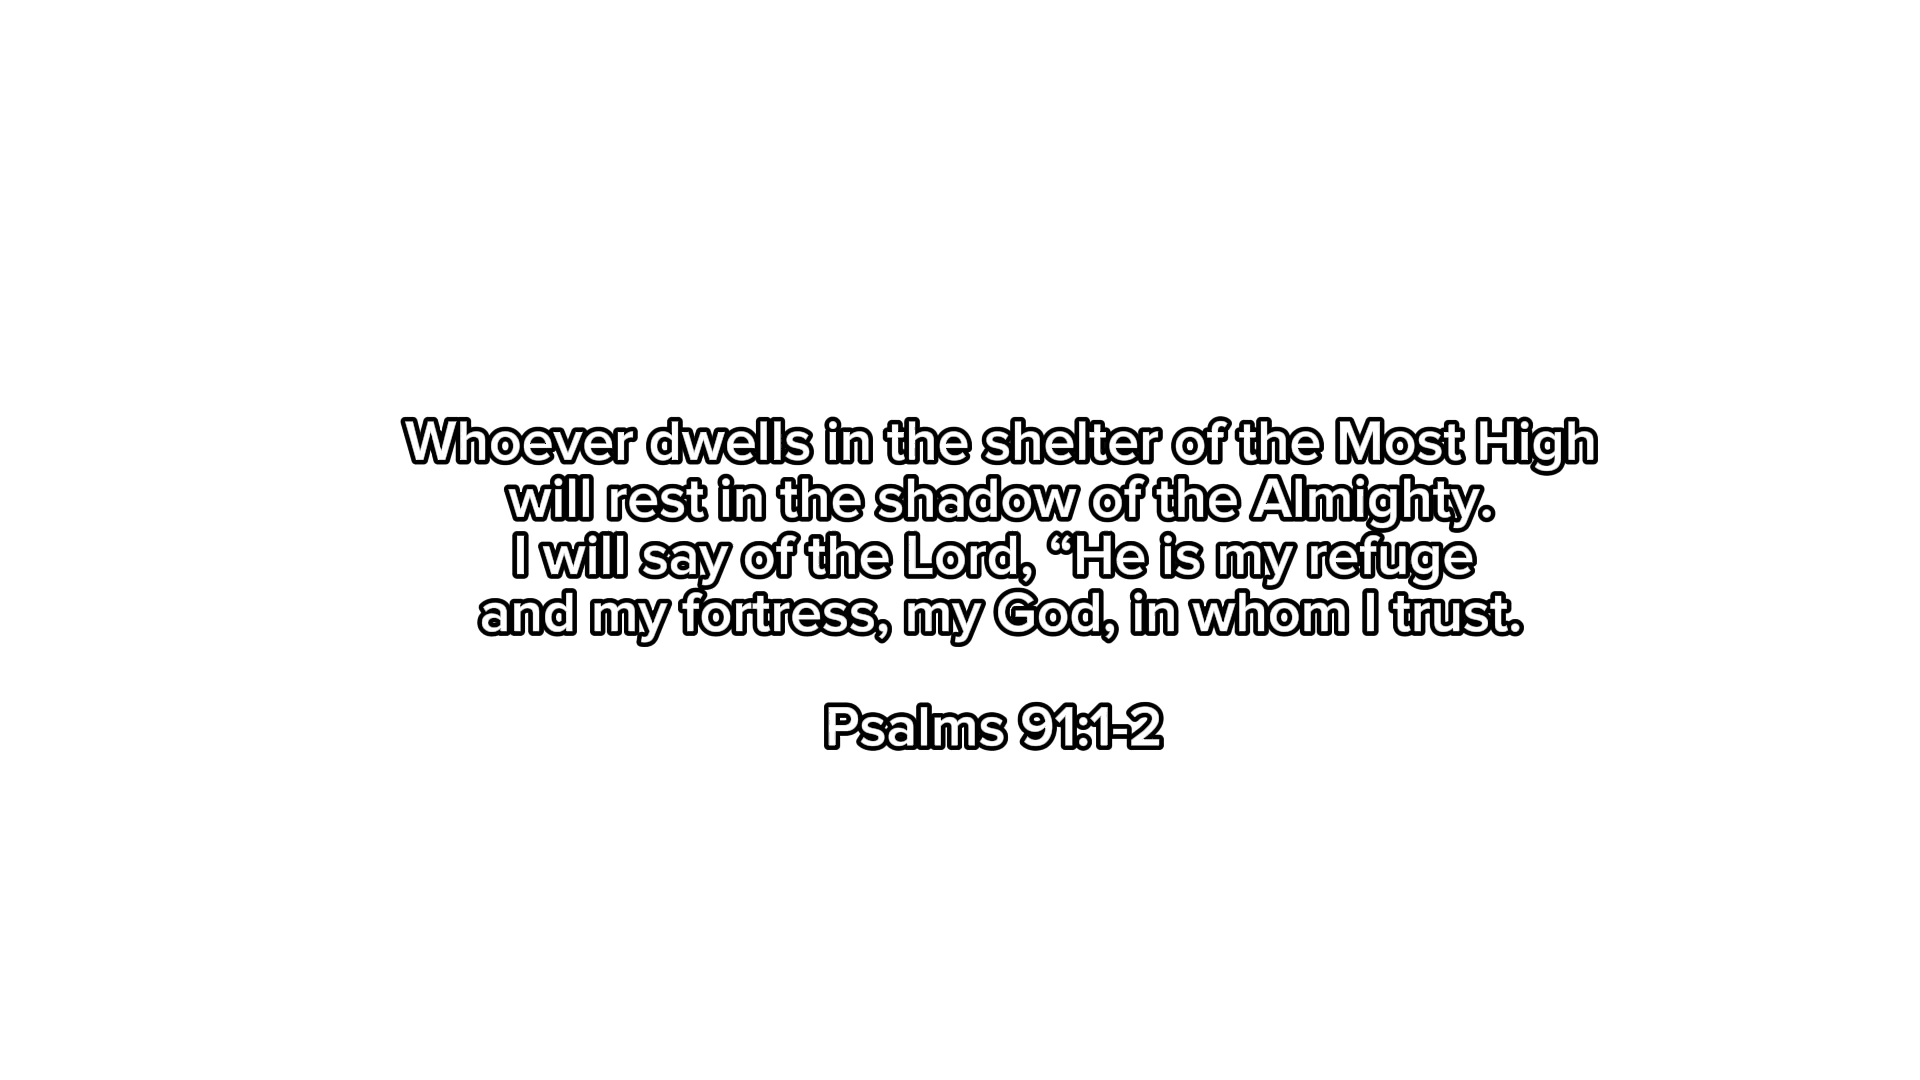 Whoever dwells in the shelter of the Most High
will rest in the shadow of the Almighty.
I will say of the Lord, “He is my refuge
and my fortress, my God, in whom I trust.
Psalms 91:1-2